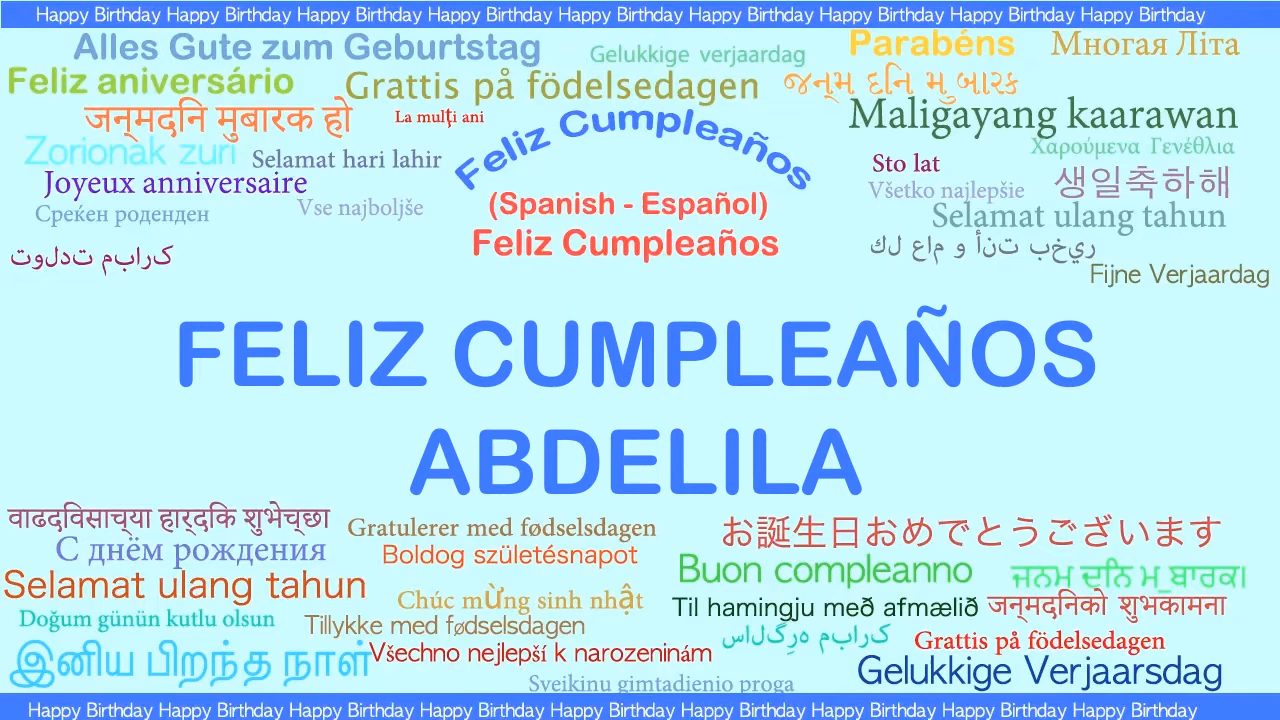 Happy Birthday Happy Birthday Happy Birthday Happy Birthday Happy Birthday Happy Birthday Happy Birthday Happy Birthday Happy Birthday
Alles Gute zum Geburtstag
Gelukkige verjaardag
Parabéns
Многая Літа
Feliz aniversário
Grattis på födelsedagen
જન્મ દિન મુબારક
जन्मदिन मुबारक हो
La mulţi ani
Feliz Cumpleaños
Maligayang kaarawan
Zorionak zuri
Selamat hari lahir
Sto lat
Χαρούμενα Γενέθλια
Joyeux anniversaire
(Spanish - Español)
Všetko najlepšie
생일축하해
Среќен роденден
Vse najboljše
Selamat ulang tahun
تولدت مبارک
Feliz Cumpleaños
كل عام و أنت بخير
Fijne Verjaardag
FELIZ CUMPLEAÑOS
ABDELILA
वाढदिवसाच्या हार्दिक शुभेच्छा
Gratulerer med fødselsdagen
お誕生日おめでとうございます
С днём рождения
Boldog születésnapot
Selamat ulang tahun
Buon compleanno
ਜਨਮ ਦਿਨ ਮੁਬਾਰਕ।
Chúc mừng sinh nhật
Til hamingju með afmælið
जन्मदिनको शुभकामना
Doğum günün kutlu olsun
Tillykke med fødselsdagen
سالگرہ مبارک
Grattis på födelsedagen
இனிய பிறந்த நாள்
Všechno nejlepší k narozeninám
Gelukkige Verjaarsdag
Sveikinu gimtadienio proga
Happy Birthday Happy Birthday Happy Birthday Happy Birthday Happy Birthday Happy Birthday Happy Birthday Happy Birthday Happy Birthday